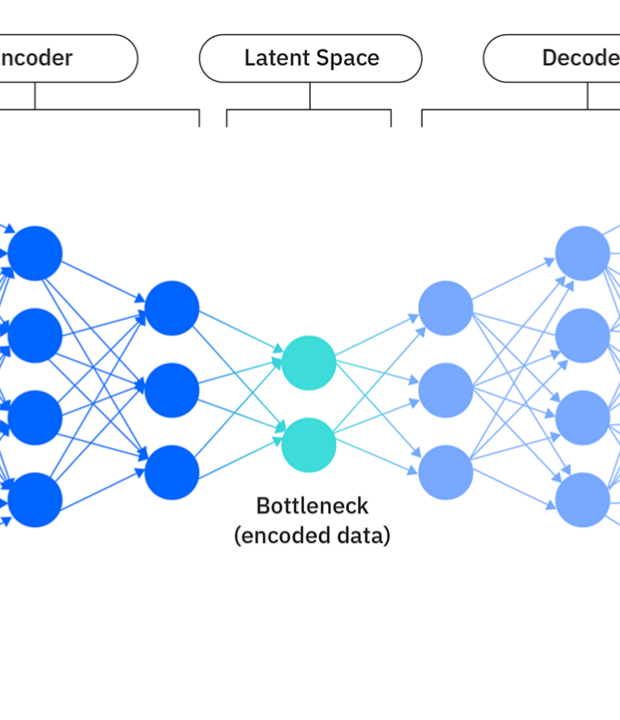 ncoder
Latent Space
Decode
Bottleneck
(encoded data)